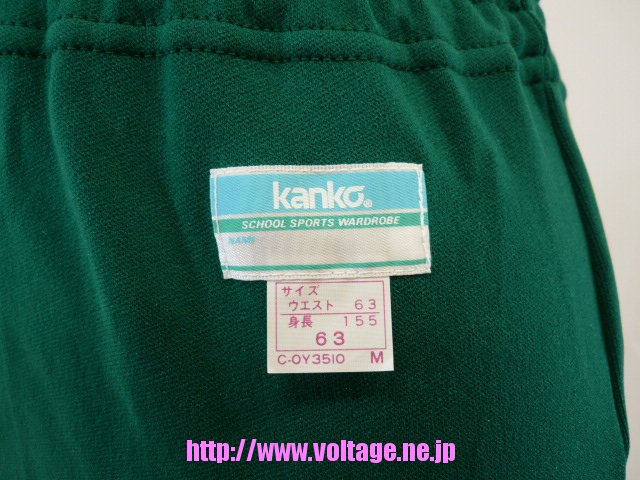 kanko®
SCHOOL SPORTS WARDROBE
NAME
サイズ
ウエスト 63
身長 155
63
C-OY3510 M
http://www.voltage.ne.jp